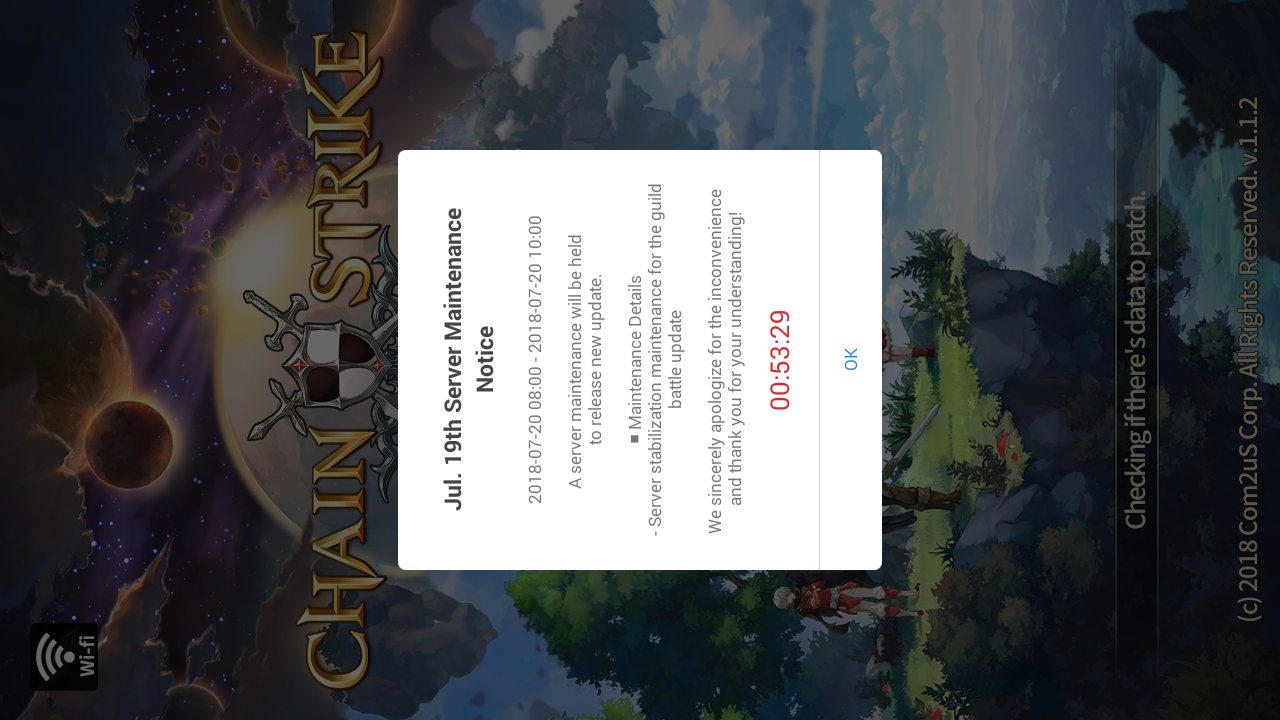 Wi-fi
CHAIN STRIKE
Jul. 19th Server Maintenance
Notice
2018-07-20 08:00 - 2018-07-20 10:00
A server maintenance will be held
to release new update.
■ Maintenance Details
- Server stabilization maintenance for the guild
battle update
We sincerely apologize for the inconvenience
and thank you for your understanding!
00:53:29
OK
Checking if there's data to patch.
(c) 2018 Com2uS Corp. All Rights Reserved. v.1.1.2